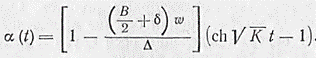 α (t) = [1 − ((B/2 + δ) w)/Δ] (ch √K t − 1).